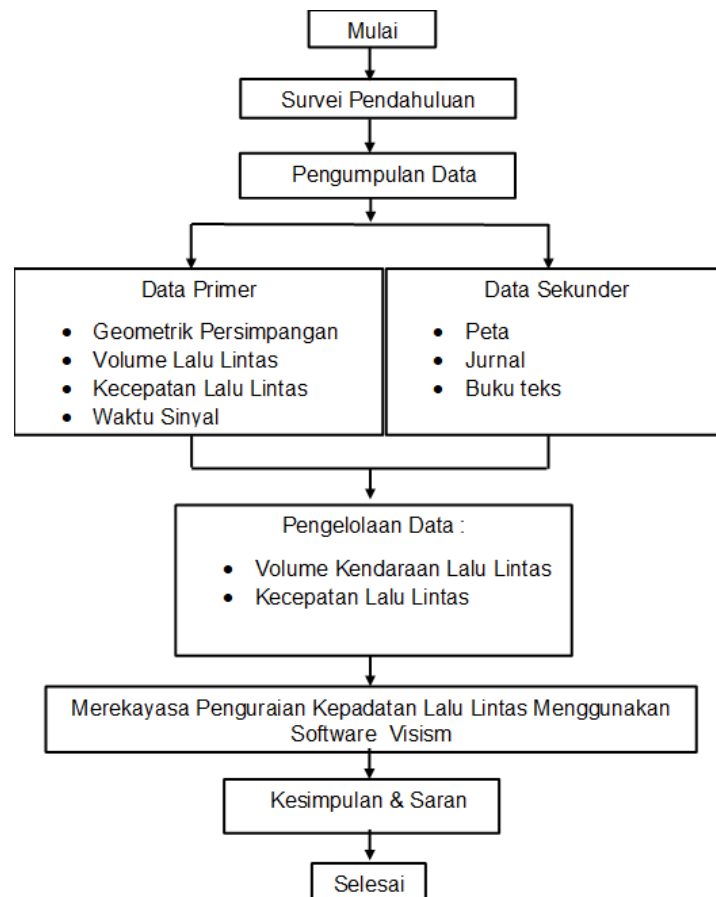 Mulai
Survei Pendahuluan
Pengumpulan Data
Data Primer
• Geometrik Persimpangan
• Volume Lalu Lintas
• Kecepatan Lalu Lintas
• Waktu Sinyal
Data Sekunder
• Peta
• Jurnal
• Buku teks
Pengelolaan Data :
• Volume Kendaraan Lalu Lintas
• Kecepatan Lalu Lintas
Merekayasa Penguraian Kepadatan Lalu Lintas Menggunakan
Software Visism
Kesimpulan & Saran
Selesai